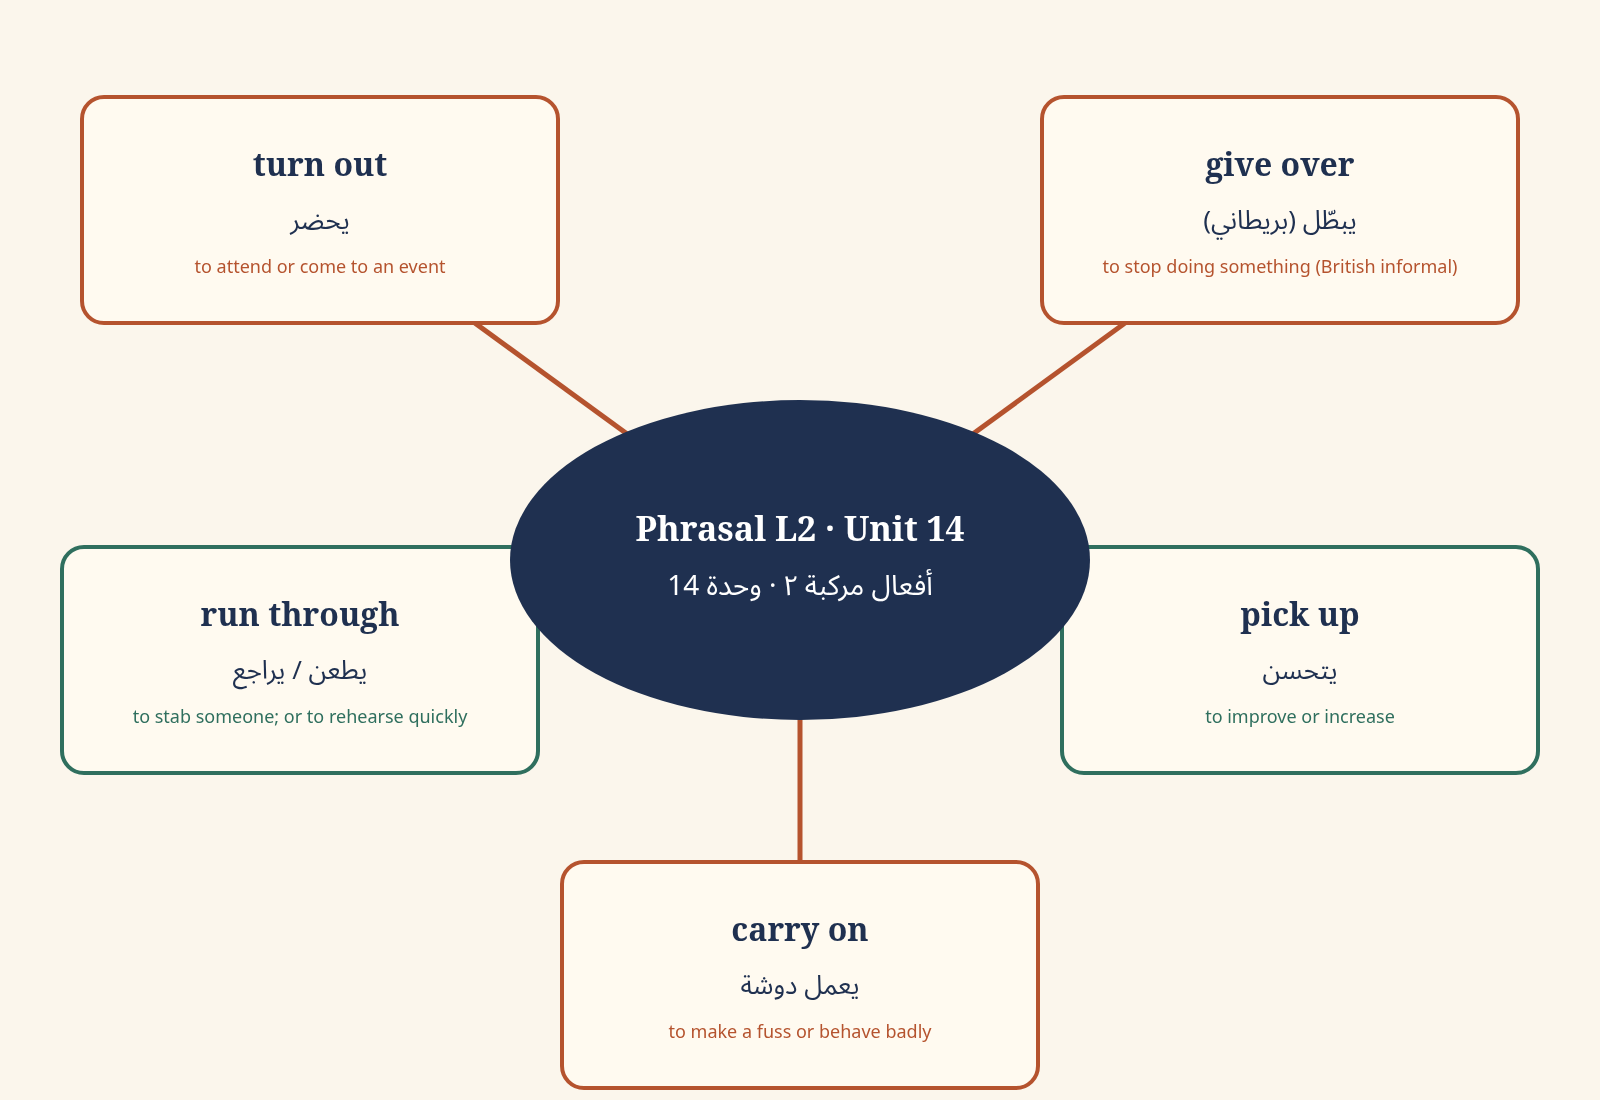 turn out
يحضر
to attend or come to an event
give over
يبطّل (بريطاني)
to stop doing something (British informal)
Phrasal L2 · Unit 14
أفعال مركبة ٢ · وحدة 14
run through
يطعن / يراجع
to stab someone; or to rehearse quickly
pick up
يتحسن
to improve or increase
carry on
يعمل دوشة
to make a fuss or behave badly